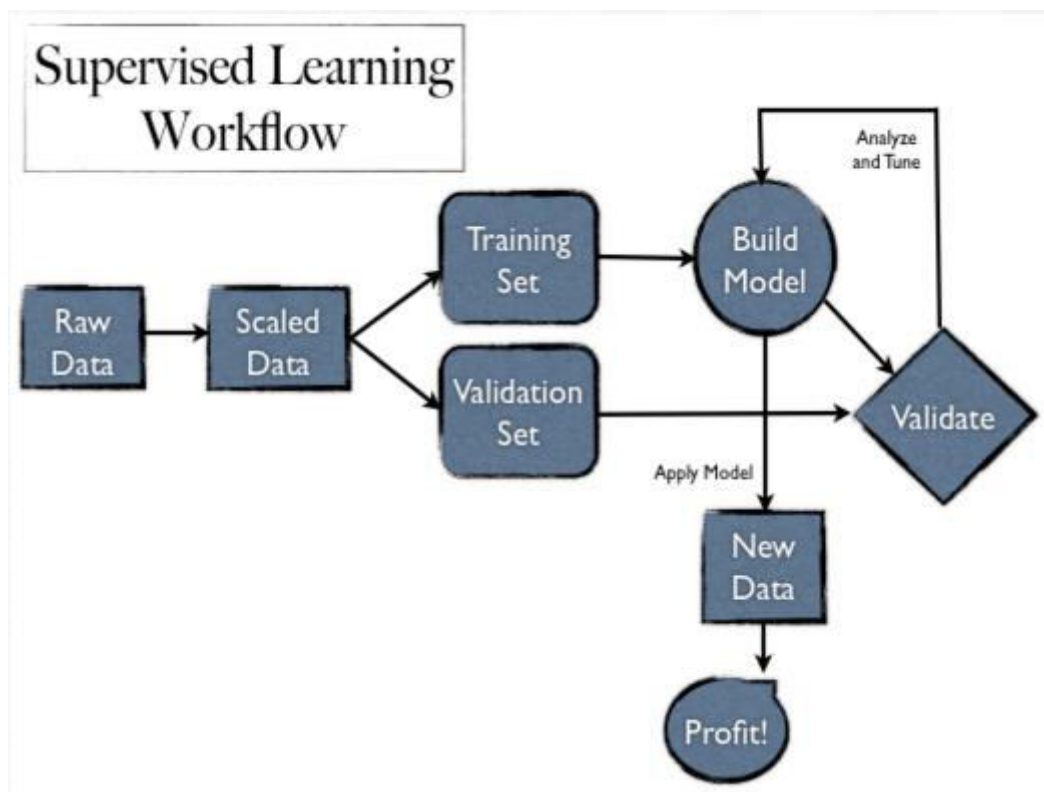 Supervised Learning
Workflow
Analyze
and Tune
Training
Set
Build
Model
Raw
Data
Scaled
Data
Validation
Set
Validate
Apply Model
New
Data
Profit!